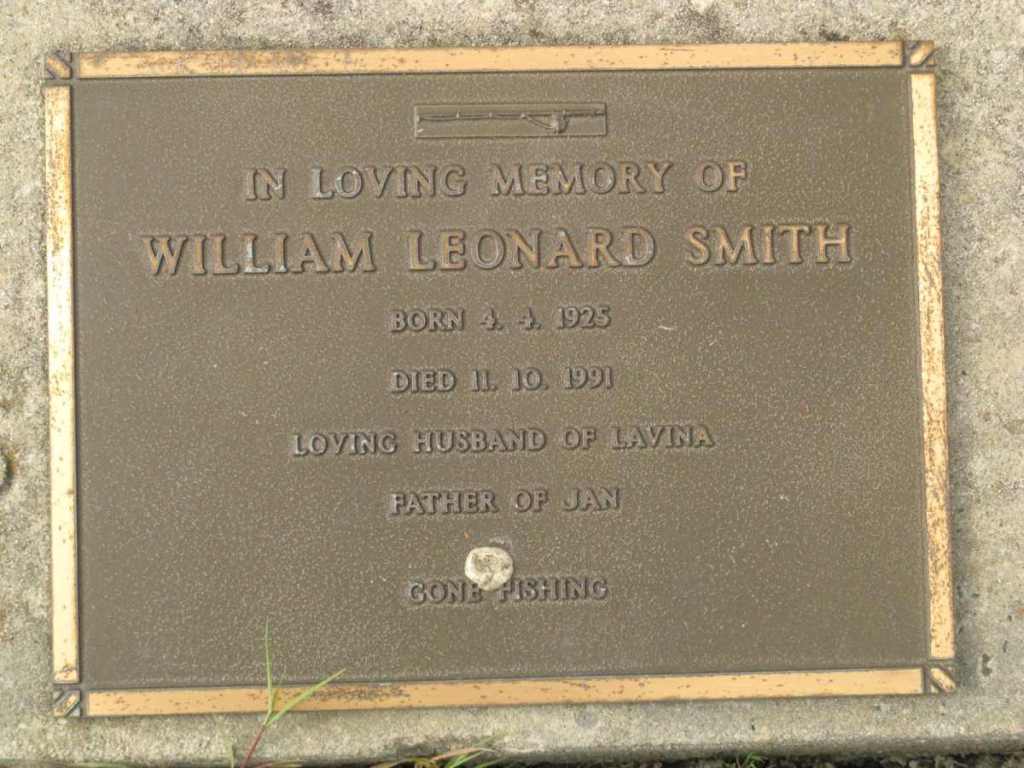 IN LOVING MEMORY OF
WILLIAM LEONARD SMITH
BORN 4. 4. 1925
DIED 11. 10. 1991
LOVING HUSBAND OF LAVINA
FATHER OF JAN
GONE FISHING